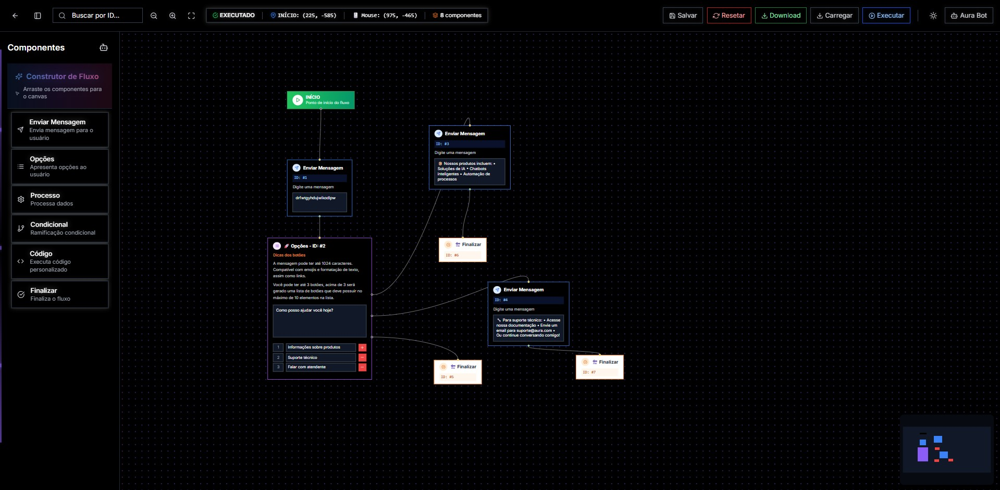 Buscar por ID...
EXECUTADO
INÍCIO: (225, -585)
Mouse: (975, -465)
8 componentes
Salvar
Resetar
Download
Carregar
Executar
Aura Bot
Componentes
Construtor de Fluxo
Arraste os componentes para
o canvas
Enviar Mensagem
Envia mensagem para o
usuário
Opções
Apresenta opções ao
usuário
Processo
Processa dados
Condicional
Ramificação condicional
Código
Executa código
personalizado
Finalizar
Finaliza o fluxo
INÍCIO
Ponto de início do fluxo
Enviar Mensagem
ID: #1
Digite uma mensagem
drfwtgyhdujwikodlpw
🚀 Opções - ID: #2
Dicas dos botões
A mensagem pode ter até 1024 caracteres.
Compatível com emojis e formatação de texto,
assim como links.
Você pode ter até 3 botões, acima de 3 será
gerado uma lista de botões que deve possuir no
máximo de 10 elementos na lista.
Como posso ajudar você hoje?
1 Informações sobre produtos +
2 Suporte técnico −
3 Falar com atendente −
Enviar Mensagem
ID: #3
Digite uma mensagem
📦 Nossos produtos incluem: •
Soluções de IA • Chatbots
inteligentes • Automação de
processos
🔚 Finalizar
ID: #6
Enviar Mensagem
ID: #4
Digite uma mensagem
🔧 Para suporte técnico: • Acesse
nossa documentação • Envie um
email para suporte@aura.com •
Ou continue conversando comigo!
🔚 Finalizar
ID: #5
🔚 Finalizar
ID: #7